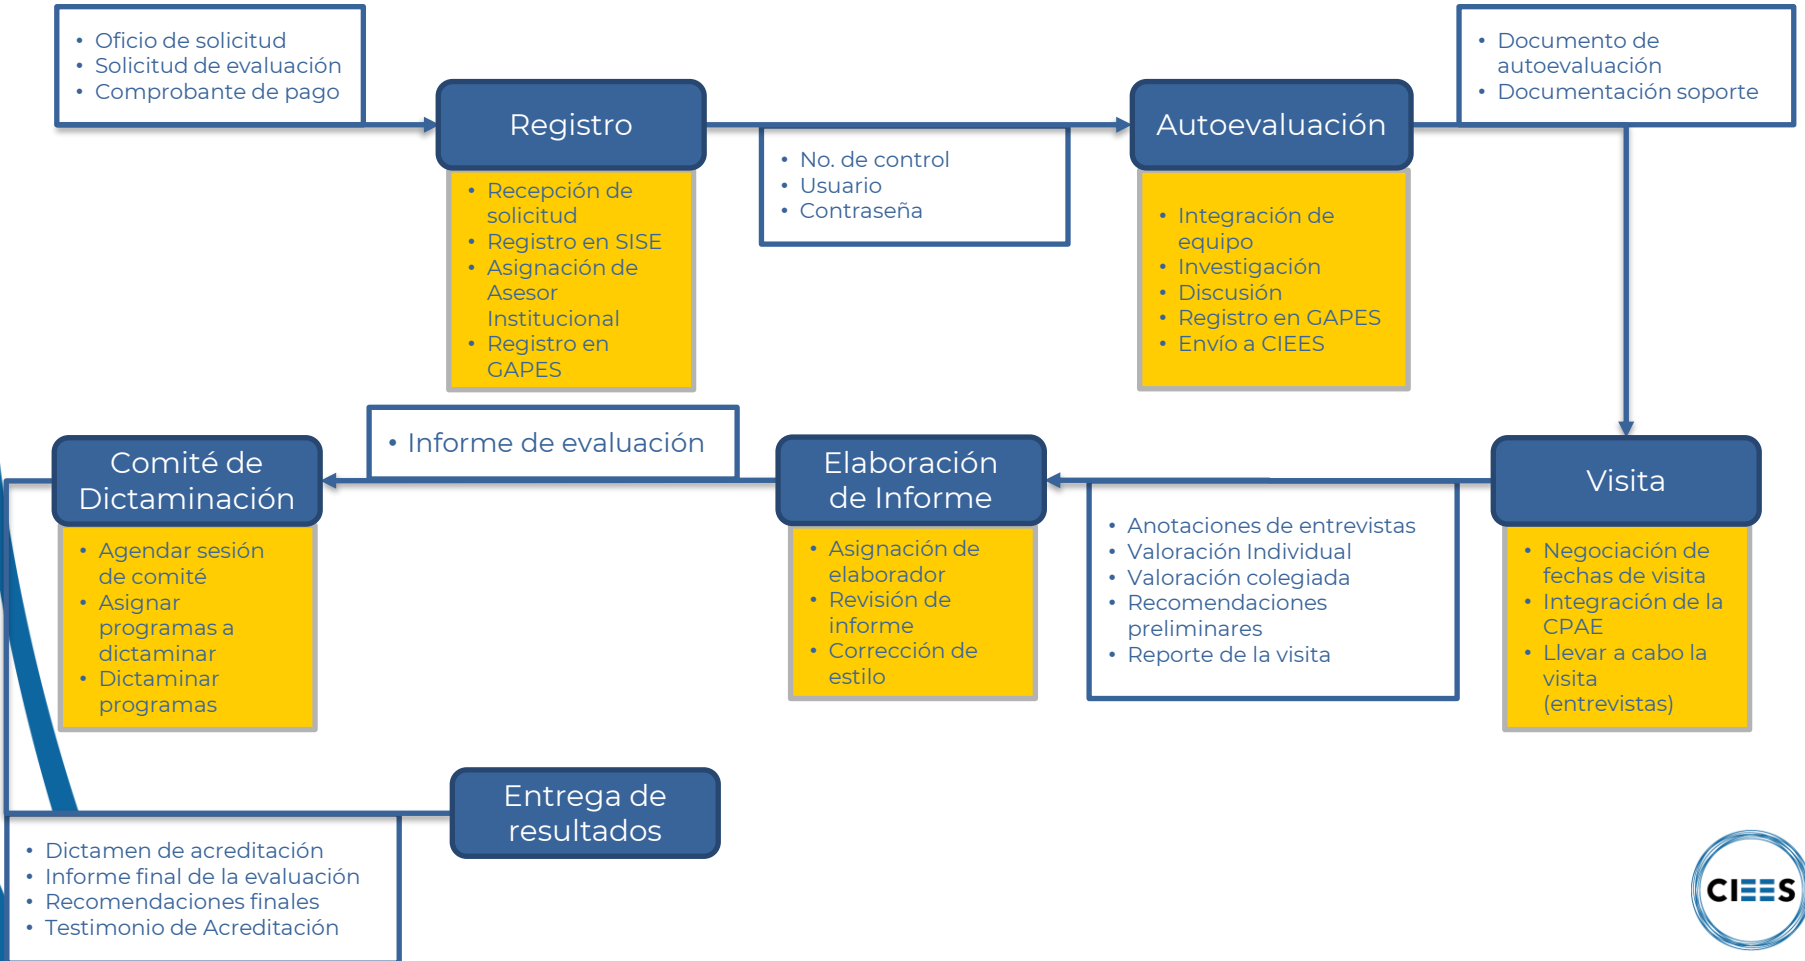 • Oficio de solicitud
• Solicitud de evaluación
• Comprobante de pago
Registro
• Recepción de
solicitud
• Registro en SISE
• Asignación de
Asesor
Institucional
• Registro en
GAPES
• No. de control
• Usuario
• Contraseña
Autoevaluación
• Integración de
equipo
• Investigación
• Discusión
• Registro en GAPES
• Envío a CIEES
• Documento de
autoevaluación
• Documentación soporte
Visita
• Negociación de
fechas de visita
• Integración de la
CPAE
• Llevar a cabo la
visita
(entrevistas)
• Anotaciones de entrevistas
• Valoración Individual
• Valoración colegiada
• Recomendaciones
preliminares
• Reporte de la visita
Elaboración
de Informe
• Asignación de
elaborador
• Revisión de
informe
• Corrección de
estilo
• Informe de evaluación
Comité de
Dictaminación
• Agendar sesión
de comité
• Asignar
programas a
dictaminar
• Dictaminar
programas
Entrega de
resultados
• Dictamen de acreditación
• Informe final de la evaluación
• Recomendaciones finales
• Testimonio de Acreditación
CIEES